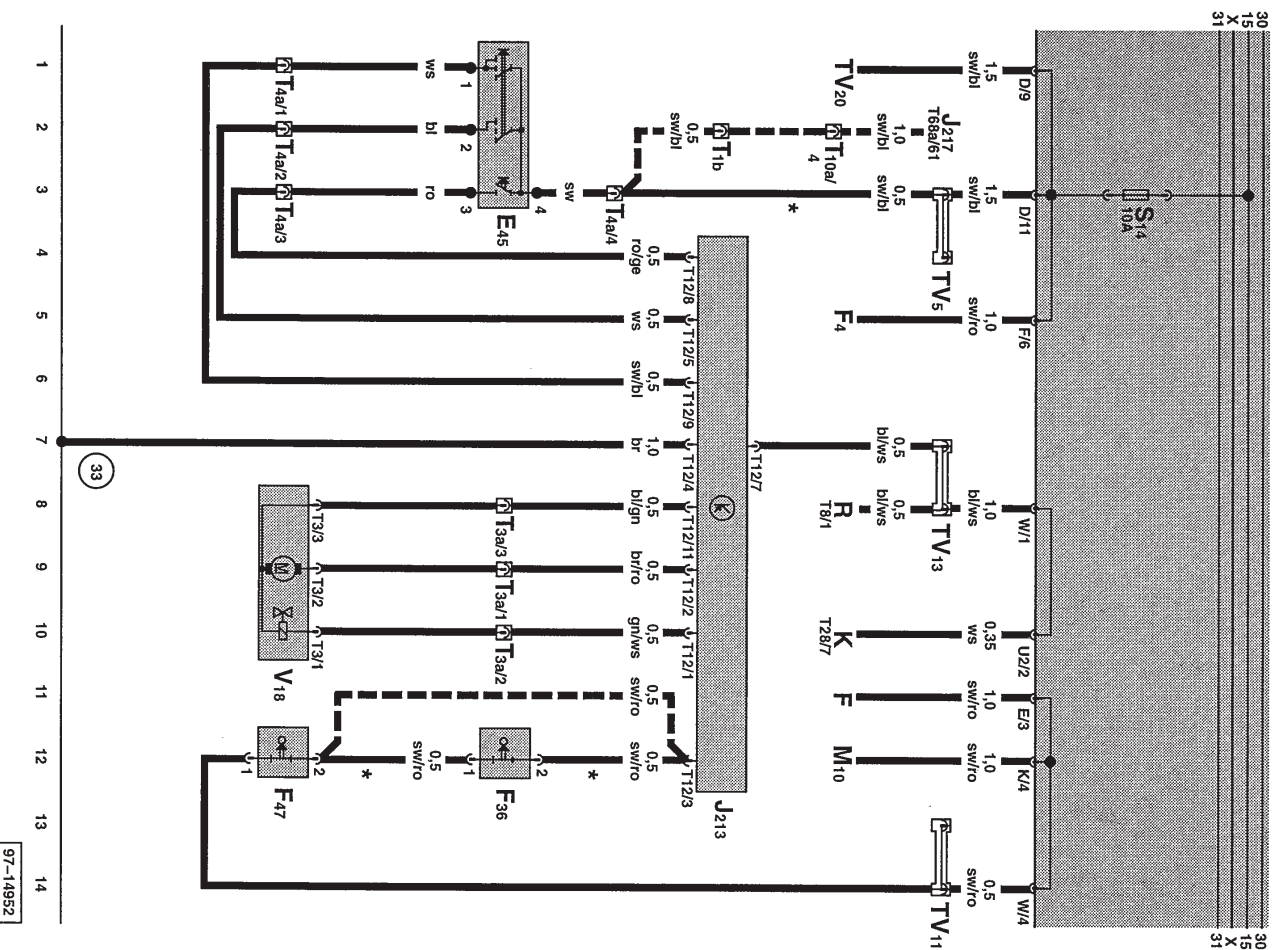 30
15
X
31
30
15
X
31
S14
10A
D/9
D/11
F/6
W/1
U2/2
E/3
K/4
W/4
1,5
sw/bl
1,5
sw/bl
1,0
sw/ro
1,0
bl/ws
0,35
ws
1,0
sw/ro
1,0
sw/ro
0,5
sw/ro
TV20
J217
T68a/61
1,0
sw/bl
T10a/
4
T1b
0,5
sw/bl
TV5
0,5
sw/bl
*
F4
TV13
0,5
bl/ws
0,5
bl/ws
R
T8/1
K
T28/7
F
M10
TV11
T12/7
K
J213
T4a/4
sw
E45
1
2
3
4
ws
bl
ro
T4a/1
T4a/2
T4a/3
T12/8
T12/5
T12/9
T12/4
T12/11
T12/2
T12/1
T12/3
0,5
ro/ge
0,5
ws
0,5
sw/bl
1,0
br
0,5
bl/gn
0,5
br/ro
0,5
gn/ws
0,5
sw/ro
0,5
sw/ro
T3a/3
T3a/1
T3a/2
T3/3
T3/2
T3/1
M
V18
*
2
1
F36
0,5
sw/ro
*
2
1
F47
33
1
2
3
4
5
6
7
8
9
10
11
12
13
14
97–14952